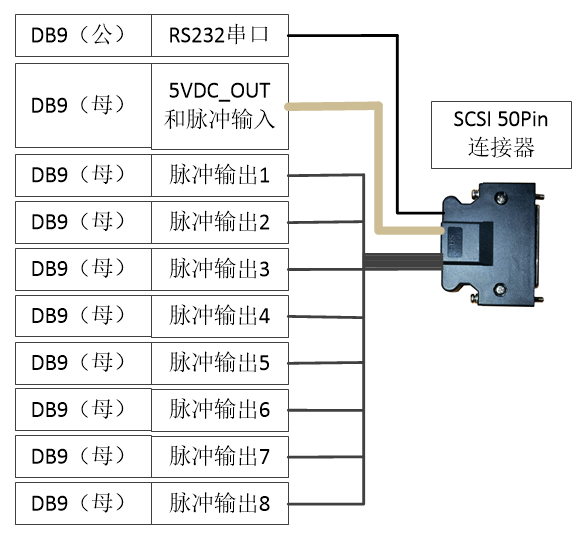 DB9（公） RS232串口
DB9（母） 5VDC_OUT
和脉冲输入
SCSI 50Pin
连接器
DB9（母） 脉冲输出1
DB9（母） 脉冲输出2
DB9（母） 脉冲输出3
DB9（母） 脉冲输出4
DB9（母） 脉冲输出5
DB9（母） 脉冲输出6
DB9（母） 脉冲输出7
DB9（母） 脉冲输出8